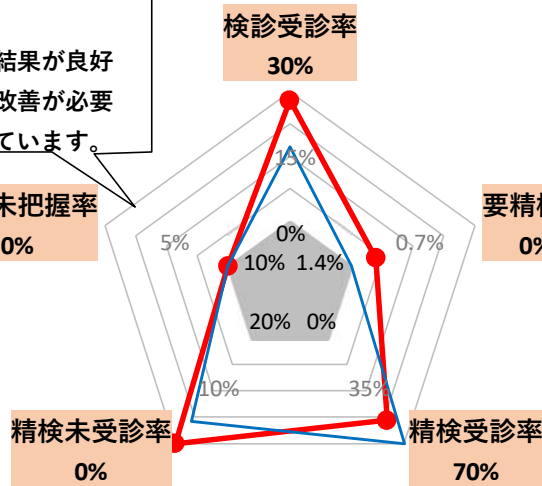 検診受診率
30%
結果が良好
改善が必要
ています。
未把握率
0%
要精検
0%
15%
5%
0.7%
0%
10% 1.4%
20% 0%
10%
35%
精検未受診率
0%
精検受診率
70%